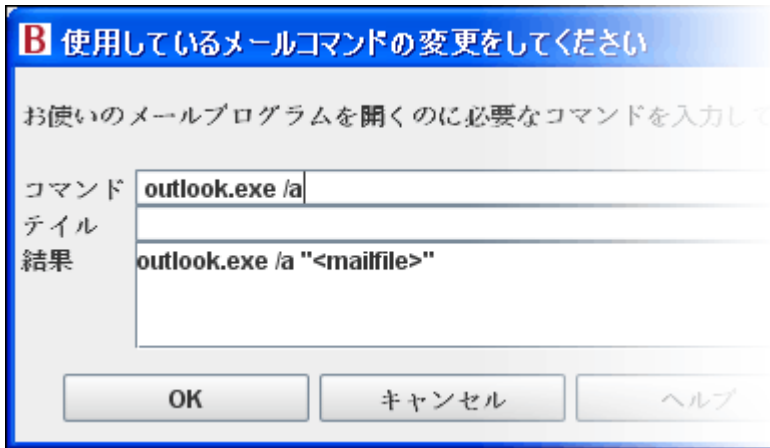 B 使用しているメールコマンドの変更をしてください
お使いのメールプログラムを開くのに必要なコマンドを入力して
コマンド outlook.exe /a
テイル
結果 outlook.exe /a "<mailfile>"
OK キャンセル ヘルプ